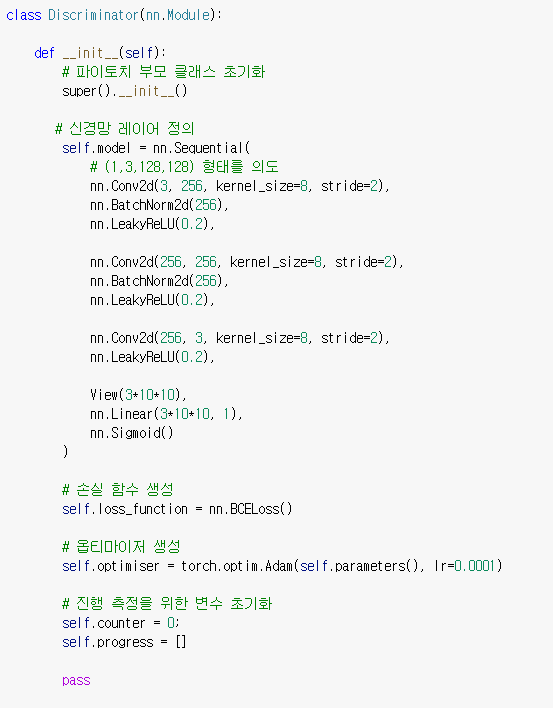 class Discriminator(nn.Module):
    def __init__(self):
        # 파이토치 부모 클래스 초기화
        super().__init__()
       # 신경망 레이어 정의
        self.model = nn.Sequential(
            # (1,3,128,128) 형태를 의도
            nn.Conv2d(3, 256, kernel_size=8, stride=2),
            nn.BatchNorm2d(256),
            nn.LeakyReLU(0.2),
            nn.Conv2d(256, 256, kernel_size=8, stride=2),
            nn.BatchNorm2d(256),
            nn.LeakyReLU(0.2),
            nn.Conv2d(256, 3, kernel_size=8, stride=2),
            nn.LeakyReLU(0.2),
            View(3*10*10),
            nn.Linear(3*10*10, 1),
            nn.Sigmoid()
        )
        # 손실 함수 생성
        self.loss_function = nn.BCELoss()
        # 옵티마이저 생성
        self.optimiser = torch.optim.Adam(self.parameters(), lr=0.0001)
        # 진행 측정을 위한 변수 초기화
        self.counter = 0;
        self.progress = []
        pass